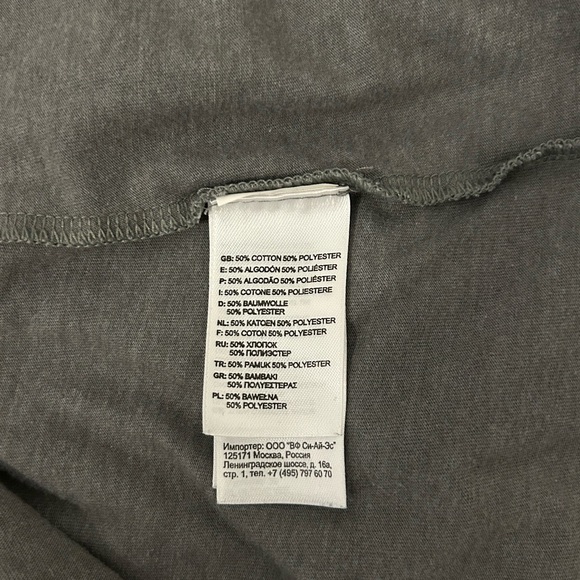 GB: 50% COTTON 50% POLYESTER
E: 50% ALGODÓN 50% POLIÉSTER
P: 50% ALGODÃO 50% POLIÉSTER
I: 50% COTONE 50% POLIESTERE
D: 50% BAUMWOLLE
50% POLYESTER
NL: 50% KATOEN 50% POLYESTER
F: 50% COTON 50% POLYESTER
RU: 50% ХЛОПОК
50% ПОЛИЭСТЕР
TR: 50% PAMUK 50% POLYESTER
GR: 50% ΒΑΜΒΑΚΙ
50% ΠΟΛΥΕΣΤΕΡΑΣ
PL: 50% BAWEŁNA
50% POLYESTER
Импортер: ООО "ВФ Си-Ай-Эс"
125171 Москва, Россия
Ленинградское шоссе, д. 16а,
стр. 1, тел. +7 (495) 797 60 70